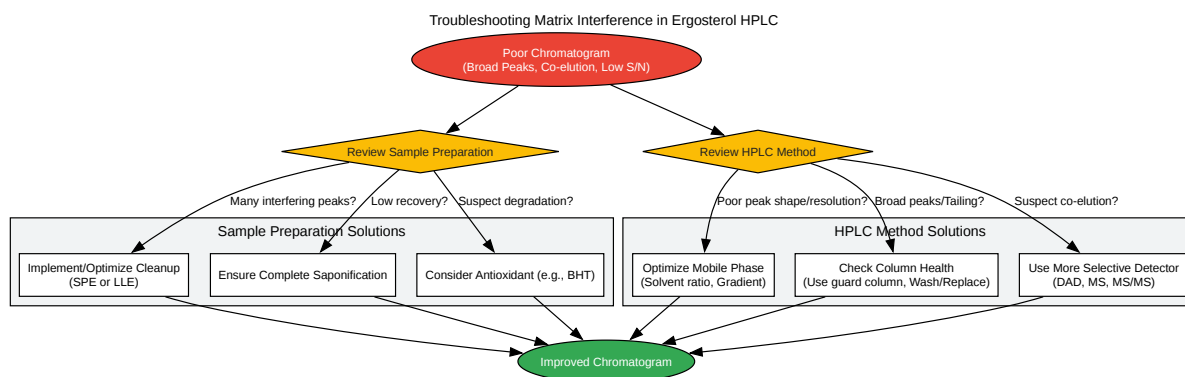 Troubleshooting Matrix Interference in Ergosterol HPLC
Poor Chromatogram
(Broad Peaks, Co-elution, Low S/N)
Review Sample Preparation
Review HPLC Method
Many interfering peaks?
Low recovery?
Suspect degradation?
Poor peak shape/resolution?
Broad peaks/Tailing?
Suspect co-elution?
Sample Preparation Solutions
HPLC Method Solutions
Implement/Optimize Cleanup
(SPE or LLE)
Ensure Complete Saponification
Consider Antioxidant (e.g., BHT)
Optimize Mobile Phase
(Solvent ratio, Gradient)
Check Column Health
(Use guard column, Wash/Replace)
Use More Selective Detector
(DAD, MS, MS/MS)
Improved Chromatogram